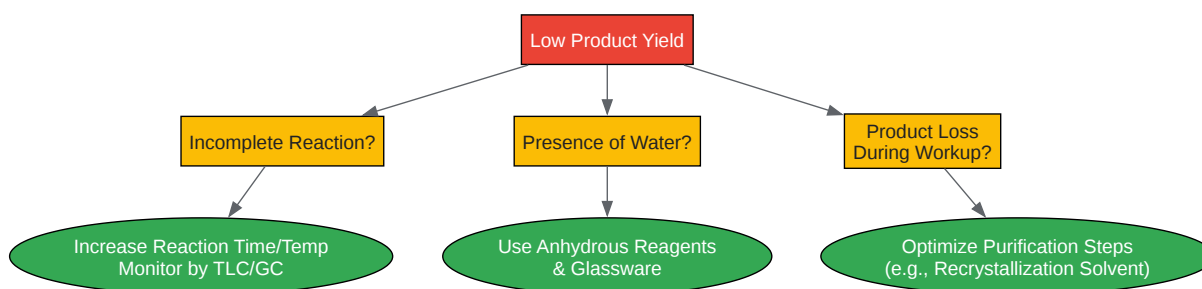 Low Product Yield
Incomplete Reaction?
Presence of Water?
Product Loss
During Workup?
Increase Reaction Time/Temp
Monitor by TLC/GC
Use Anhydrous Reagents
& Glassware
Optimize Purification Steps
(e.g., Recrystallization Solvent)